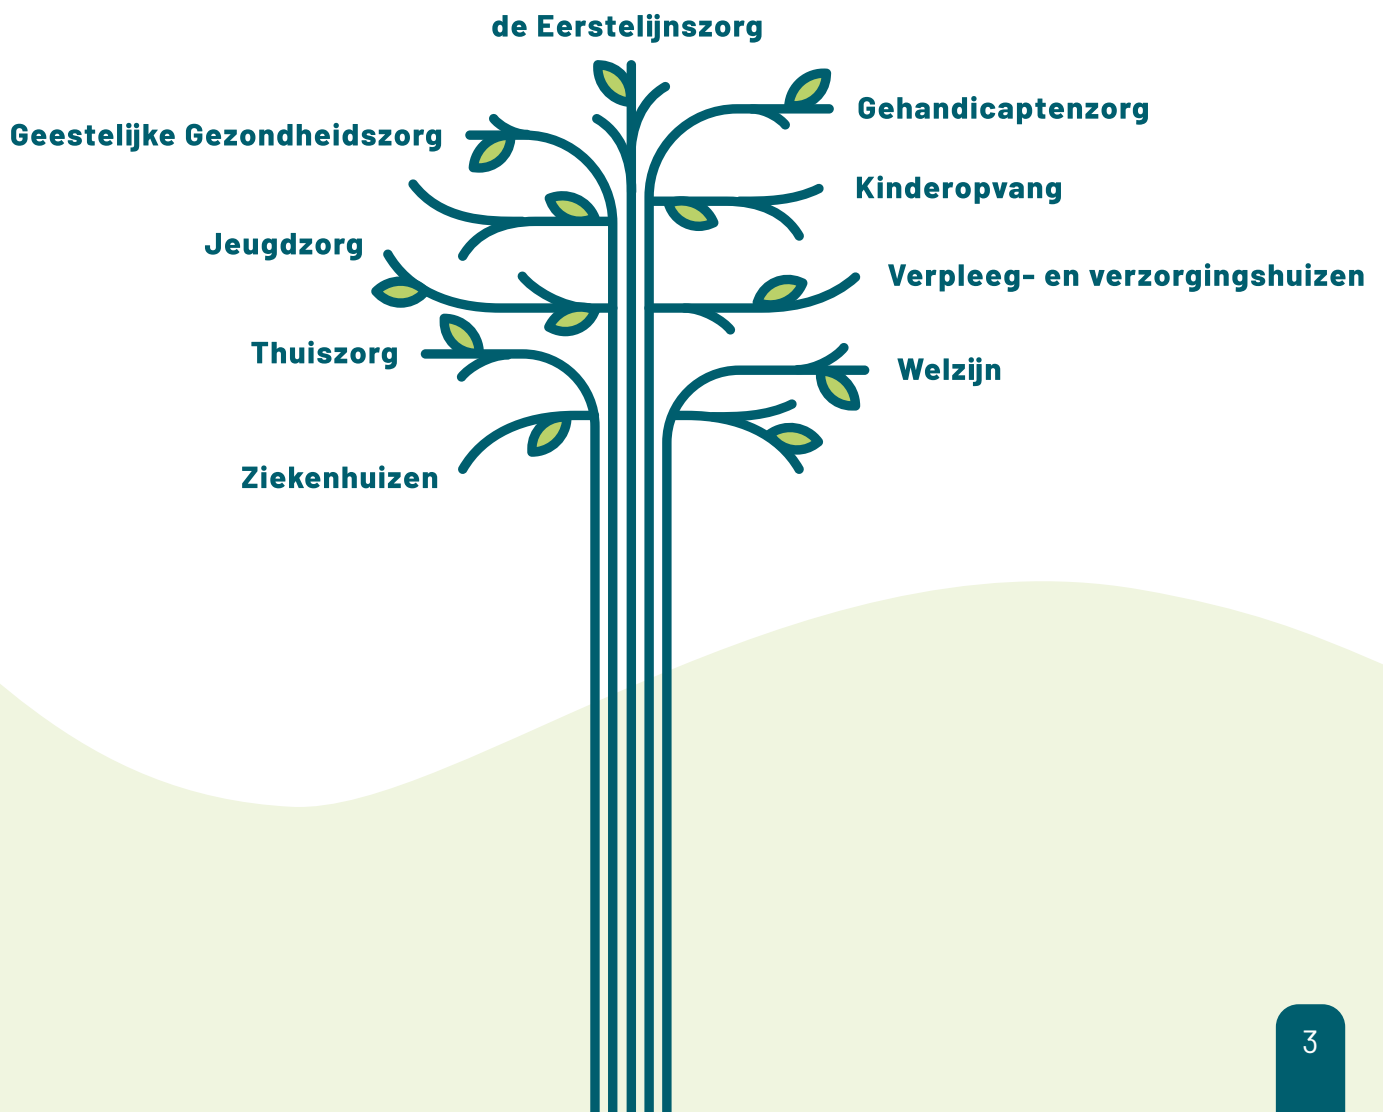 de Eerstelijnszorg
Gehandicaptenzorg
Geestelijke Gezondheidszorg
Kinderopvang
Jeugdzorg
Verpleeg- en verzorgingshuizen
Thuiszorg
Welzijn
Ziekenhuizen
3